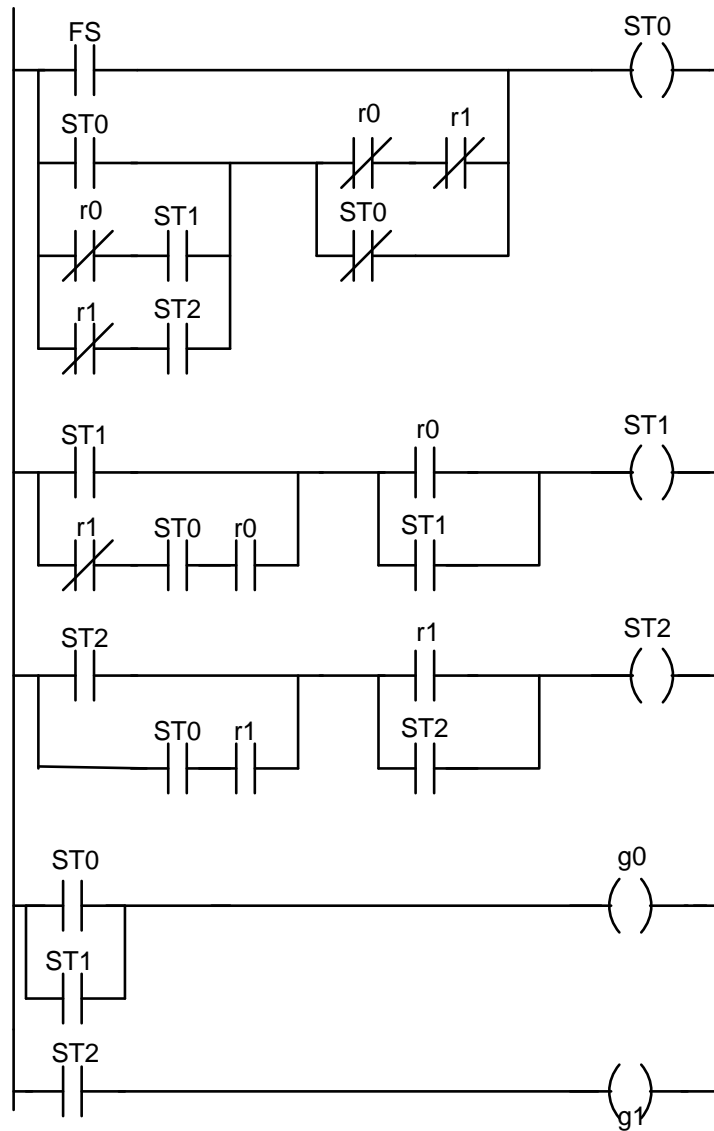 FS ST0
ST0 r0 r1
r0 ST1 ST0
r1 ST2
ST1 r0 ST1
r1 ST0 r0 ST1
ST2 r1 ST2
ST0 r1 ST2
ST0 g0
ST1
ST2
g1